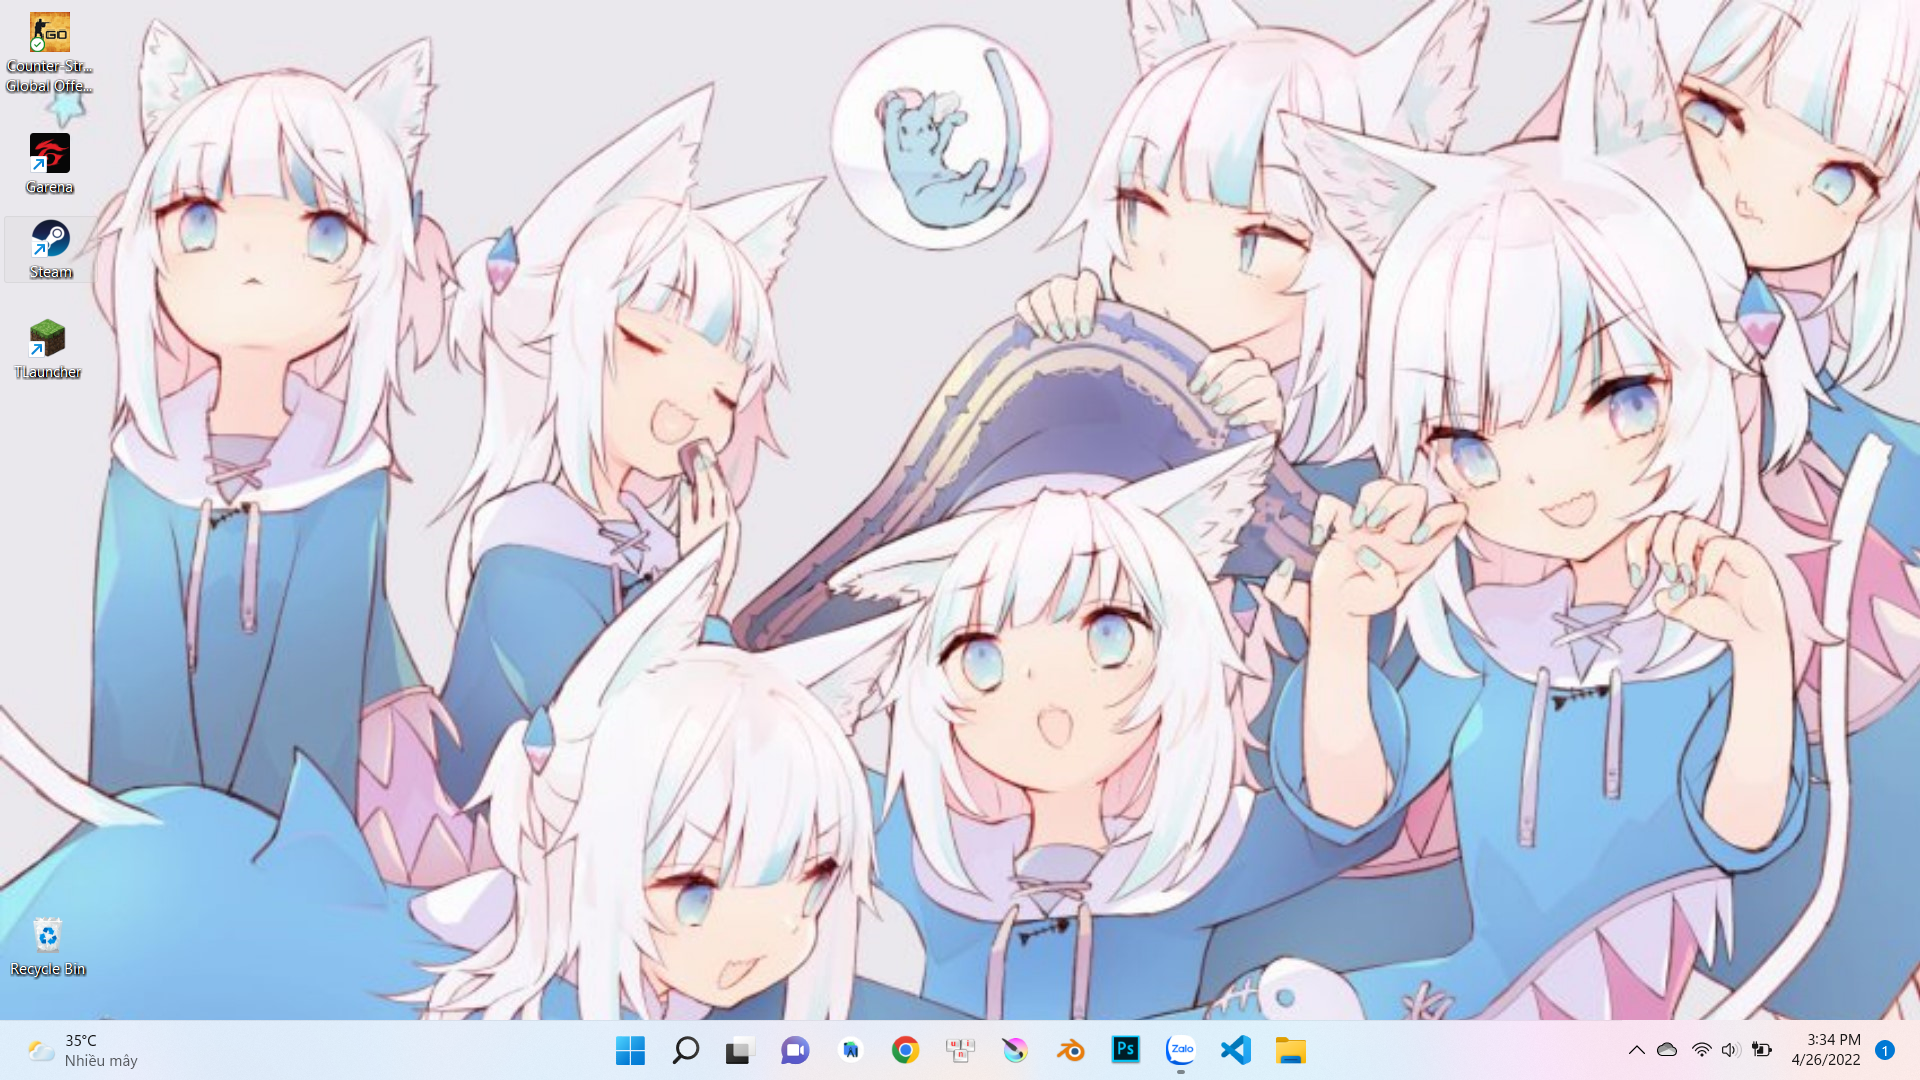 GO
Counter-Str...
Global Offe...
Garena
Steam
TLauncher
Recycle Bin
35°C
Nhiều mây
Ps
Zalo
3:34 PM
4/26/2022
1